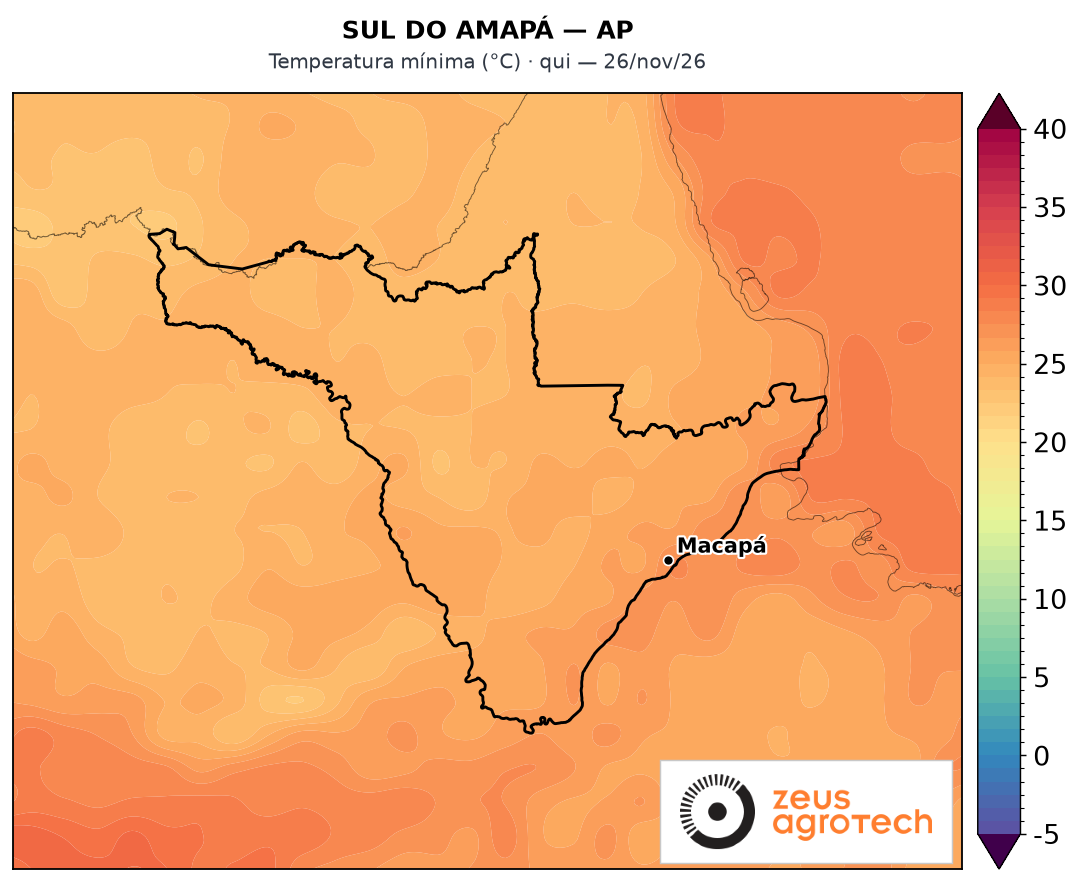 SUL DO AMAPÁ — AP
Temperatura mínima (°C) · qui — 26/nov/26
40
35
30
25
20
15
10
5
0
-5
Macapá
zeus
agrotech